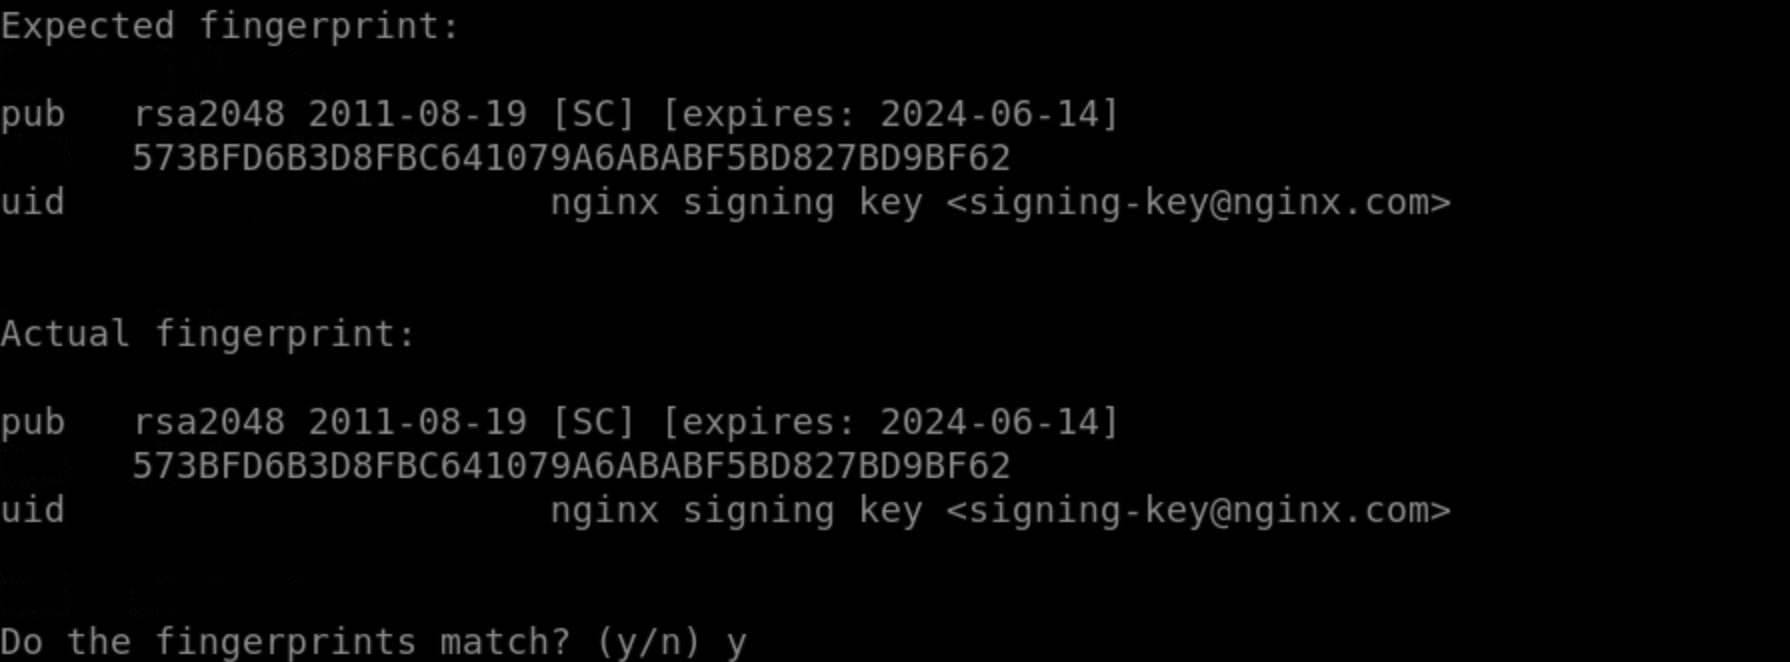 Expected fingerprint:
pub   rsa2048 2011-08-19 [SC] [expires: 2024-06-14]
      573BFD6B3D8FBC641079A6ABABF5BD827BD9BF62
uid                      nginx signing key <signing-key@nginx.com>
Actual fingerprint:
pub   rsa2048 2011-08-19 [SC] [expires: 2024-06-14]
      573BFD6B3D8FBC641079A6ABABF5BD827BD9BF62
uid                      nginx signing key <signing-key@nginx.com>
Do the fingerprints match? (y/n) y